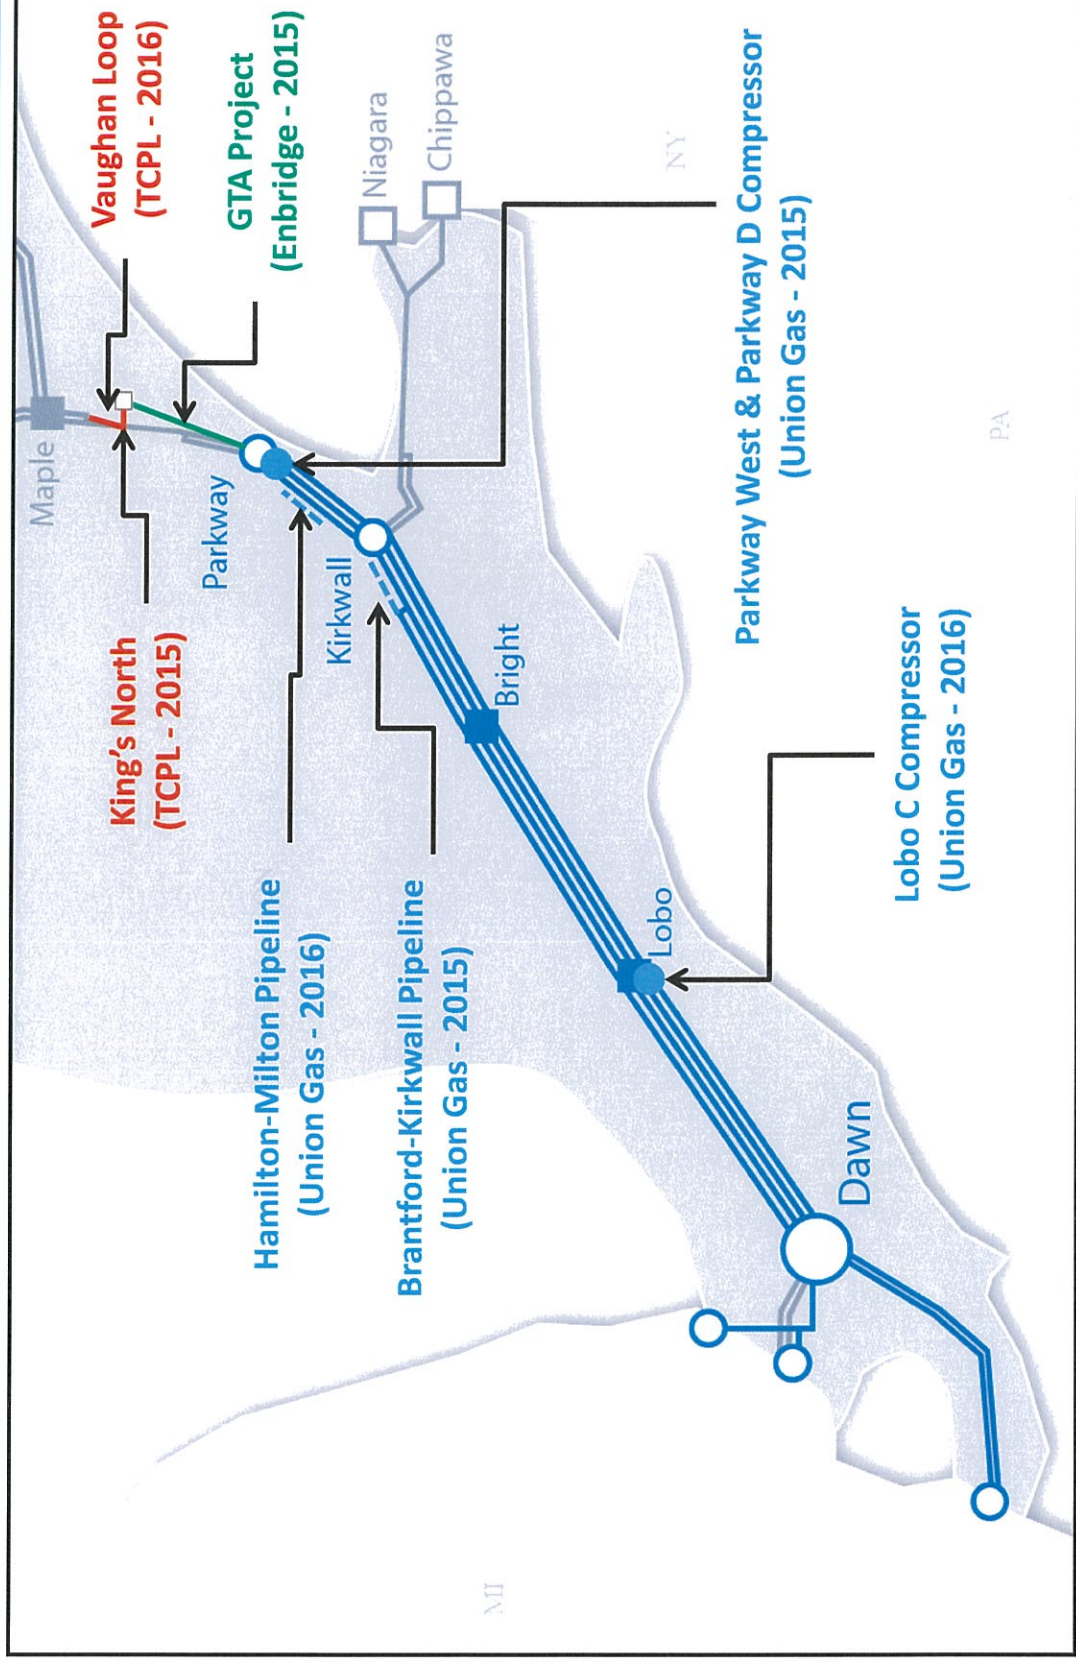 Maple
Vaughan Loop
(TCPL - 2016)
King's North
(TCPL - 2015)
GTA Project
(Enbridge - 2015)
Parkway
Hamilton-Milton Pipeline
(Union Gas - 2016)
Kirkwall
Niagara
Chippawa
Brantford-Kirkwall Pipeline
(Union Gas - 2015)
MI
Bright
NY
Lobo
Parkway West & Parkway D Compressor
(Union Gas - 2015)
Dawn
Lobo C Compressor
(Union Gas - 2016)
PA